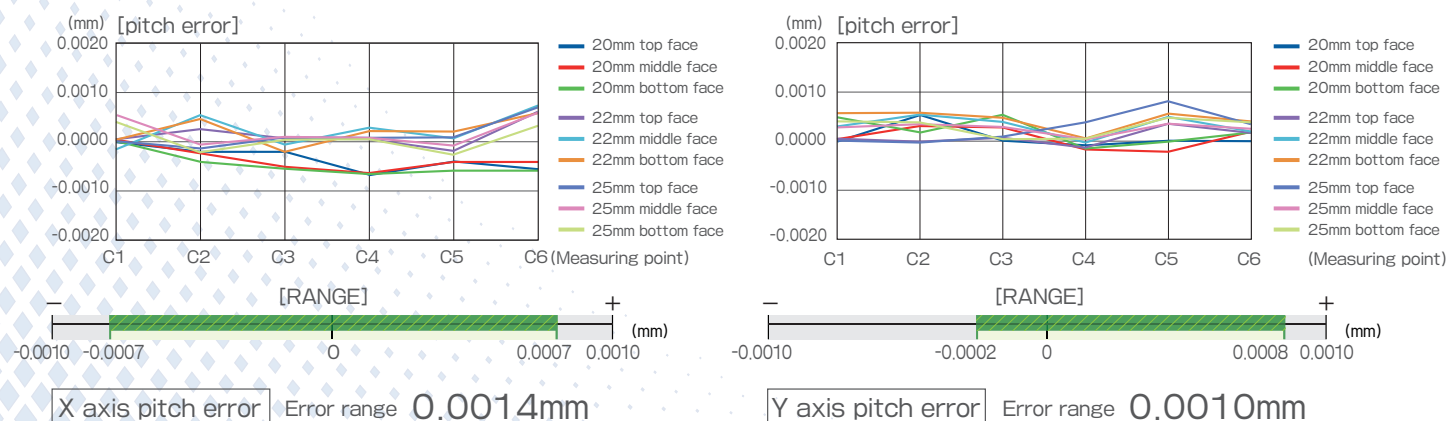 (mm) [pitch error]
0.0020
0.0010
0.0000
-0.0010
-0.0020
C1 C2 C3 C4 C5 C6 (Measuring point)
20mm top face
20mm middle face
20mm bottom face
22mm top face
22mm middle face
22mm bottom face
25mm top face
25mm middle face
25mm bottom face
[RANGE]
− +
(mm)
-0.0010 -0.0007 0 0.0007 0.0010
X axis pitch error Error range 0.0014mm
(mm) [pitch error]
0.0020
0.0010
0.0000
-0.0010
-0.0020
C1 C2 C3 C4 C5 C6 (Measuring point)
20mm top face
20mm middle face
20mm bottom face
22mm top face
22mm middle face
22mm bottom face
25mm top face
25mm middle face
25mm bottom face
[RANGE]
− +
(mm)
-0.0010 -0.0002 0 0.0008 0.0010
Y axis pitch error Error range 0.0010mm